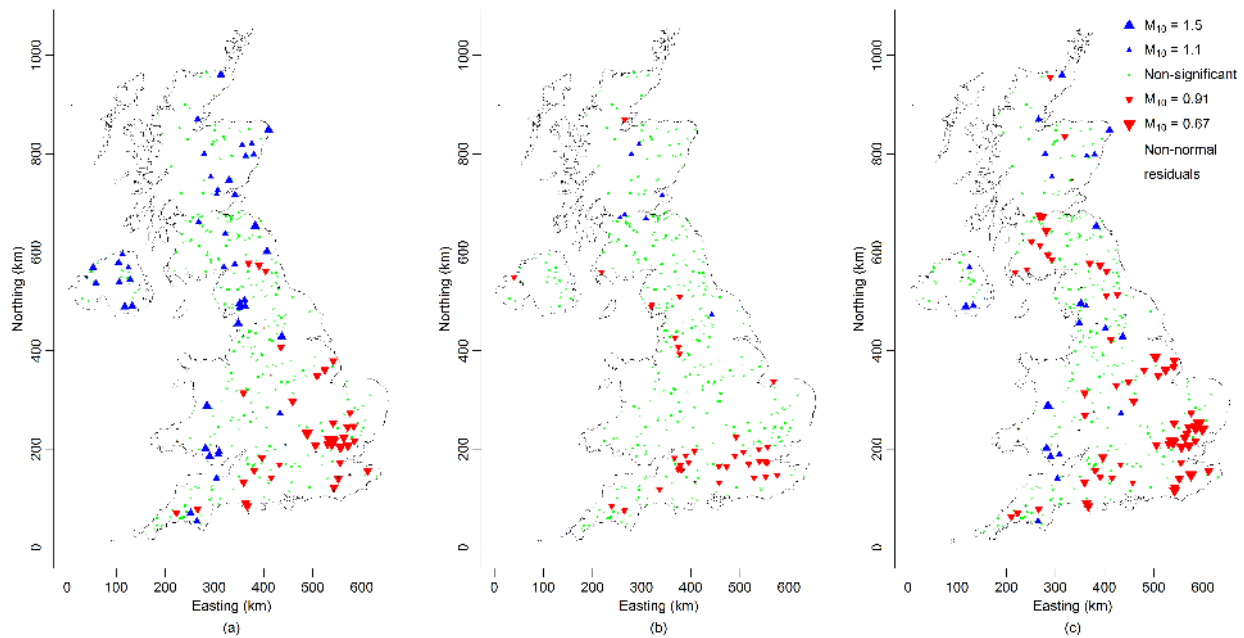 M10 = 1.5
M10 = 1.1
Non-significant
M10 = 0.91
M10 = 0.67
Non-normal
residuals
Northing (km)
0 200 400 600 800 1000
0 100 200 300 400 500 600
Easting (km)
(a)
Northing (km)
0 200 400 600 800 1000
0 100 200 300 400 500 600
Easting (km)
(b)
Northing (km)
0 200 400 600 800 1000
0 100 200 300 400 500 600
Easting (km)
(c)